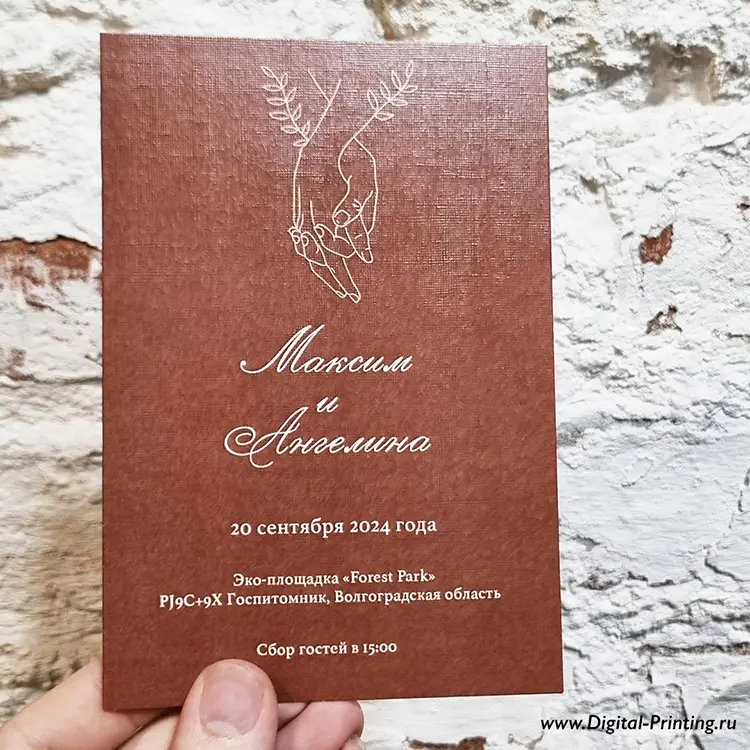 Максим
и
Ангелина
20 сентября 2024 года
Эко-площадка «Forest Park»
PJ9C+9X Госпитомник, Волгоградская область
Сбор гостей в 15:00
www.Digital-Printing.ru